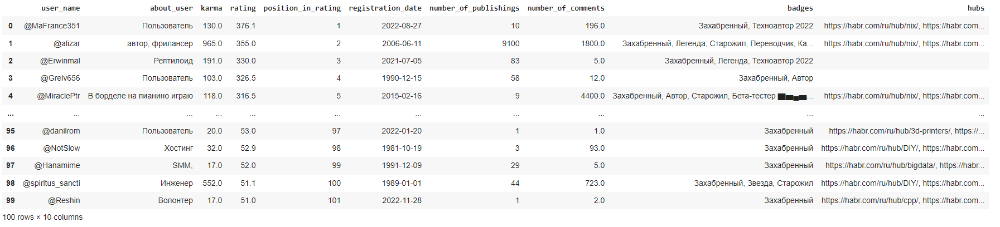 user_name about_user karma rating position_in_rating registration_date number_of_publishings number_of_comments badges hubs
0 @MaFrance351 Пользователь 130.0 376.1 1 2022-08-27 10 196.0 Захабренный, Техноавтор 2022 https://habr.com/ru/hub/nix/, https://habr.com...
1 @alizar автор, фрилансер 965.0 355.0 2 2006-06-11 9100 1800.0 Захабренный, Легенда, Старожил, Переводчик, Ка... https://habr.com/ru/hub/nix/, https://habr.com...
2 @Erwinmal Рептилоид 191.0 330.0 3 2021-07-05 83 5.0 Захабренный, Легенда, Техноавтор 2022
3 @Greiv656 Пользователь 103.0 326.5 4 1990-12-15 58 12.0 Захабренный, Автор
4 @MiraclePtr В борделе на пианино играю 118.0 316.5 5 2015-02-16 9 4400.0 Захабренный, Автор, Старожил, Бета-тестер ▇▅▄▅... https://habr.com/ru/hub/nix/, https://habr.com...
... ... ... ... ... ... ... ... ... ... ...
95 @danilrom Пользователь 20.0 53.0 97 2022-01-20 1 1.0 Захабренный https://habr.com/ru/hub/3d-printers/, https://...
96 @NotSlow Хостинг 32.0 52.9 98 1981-10-19 3 93.0 Захабренный https://habr.com/ru/hub/DIY/, https://habr.com...
97 @Hanamime SMM, 17.0 52.0 99 1991-12-09 29 5.0 Захабренный https://habr.com/ru/hub/bigdata/, https://habr...
98 @spiritus_sancti Инженер 552.0 51.1 100 1989-01-01 44 723.0 Захабренный, Звезда, Старожил https://habr.com/ru/hub/DIY/, https://habr.com...
99 @Reshin Волонтер 17.0 51.0 101 2022-11-28 1 2.0 Захабренный https://habr.com/ru/hub/cpp/, https://habr.com...
100 rows × 10 columns